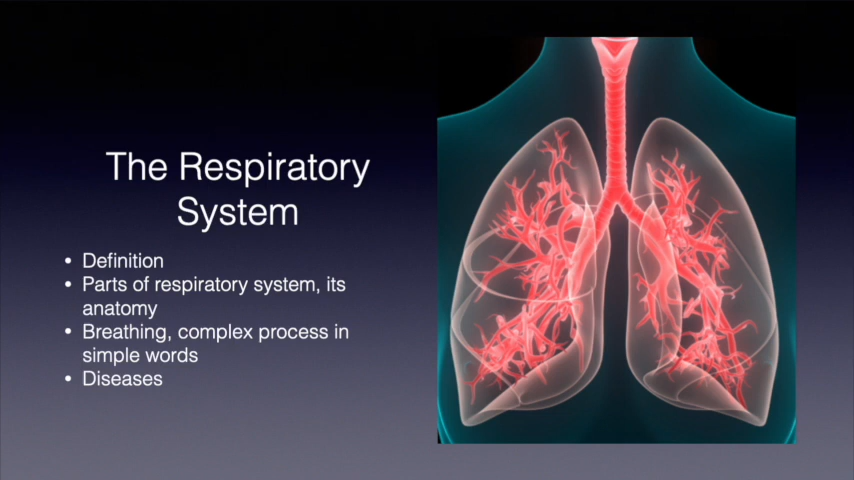 The Respiratory
System
• Definition
• Parts of respiratory system, its
anatomy
• Breathing, complex process in
simple words
• Diseases